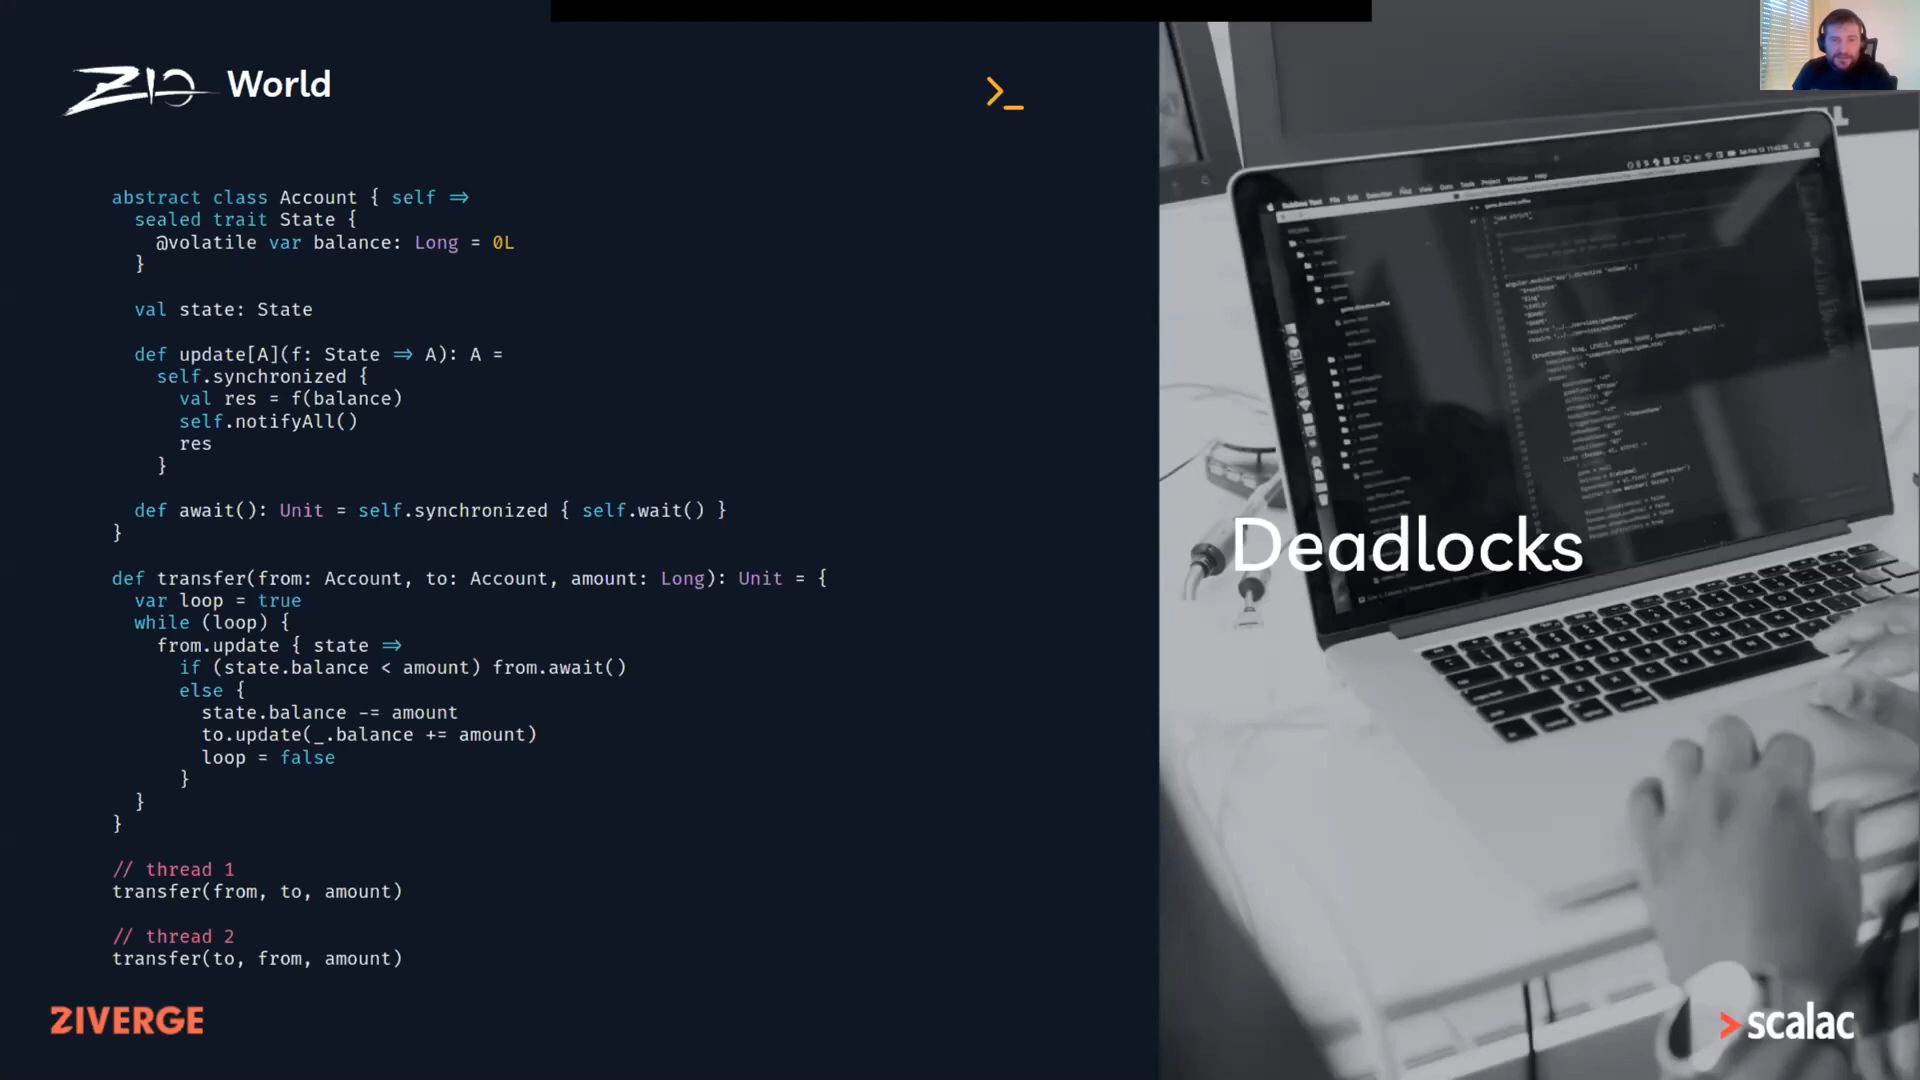 ZIO World
>_
abstract class Account { self ⇒
  sealed trait State {
    @volatile var balance: Long = 0L
  }

  val state: State

  def update[A](f: State ⇒ A): A =
    self.synchronized {
      val res = f(balance)
      self.notifyAll()
      res
    }

  def await(): Unit = self.synchronized { self.wait() }
}

def transfer(from: Account, to: Account, amount: Long): Unit = {
  var loop = true
  while (loop) {
    from.update { state ⇒
      if (state.balance < amount) from.await()
      else {
        state.balance -= amount
        to.update(_.balance += amount)
        loop = false
      }
  }
}

// thread 1
transfer(from, to, amount)

// thread 2
transfer(to, from, amount)
Deadlocks
ZIVERGE
scalac